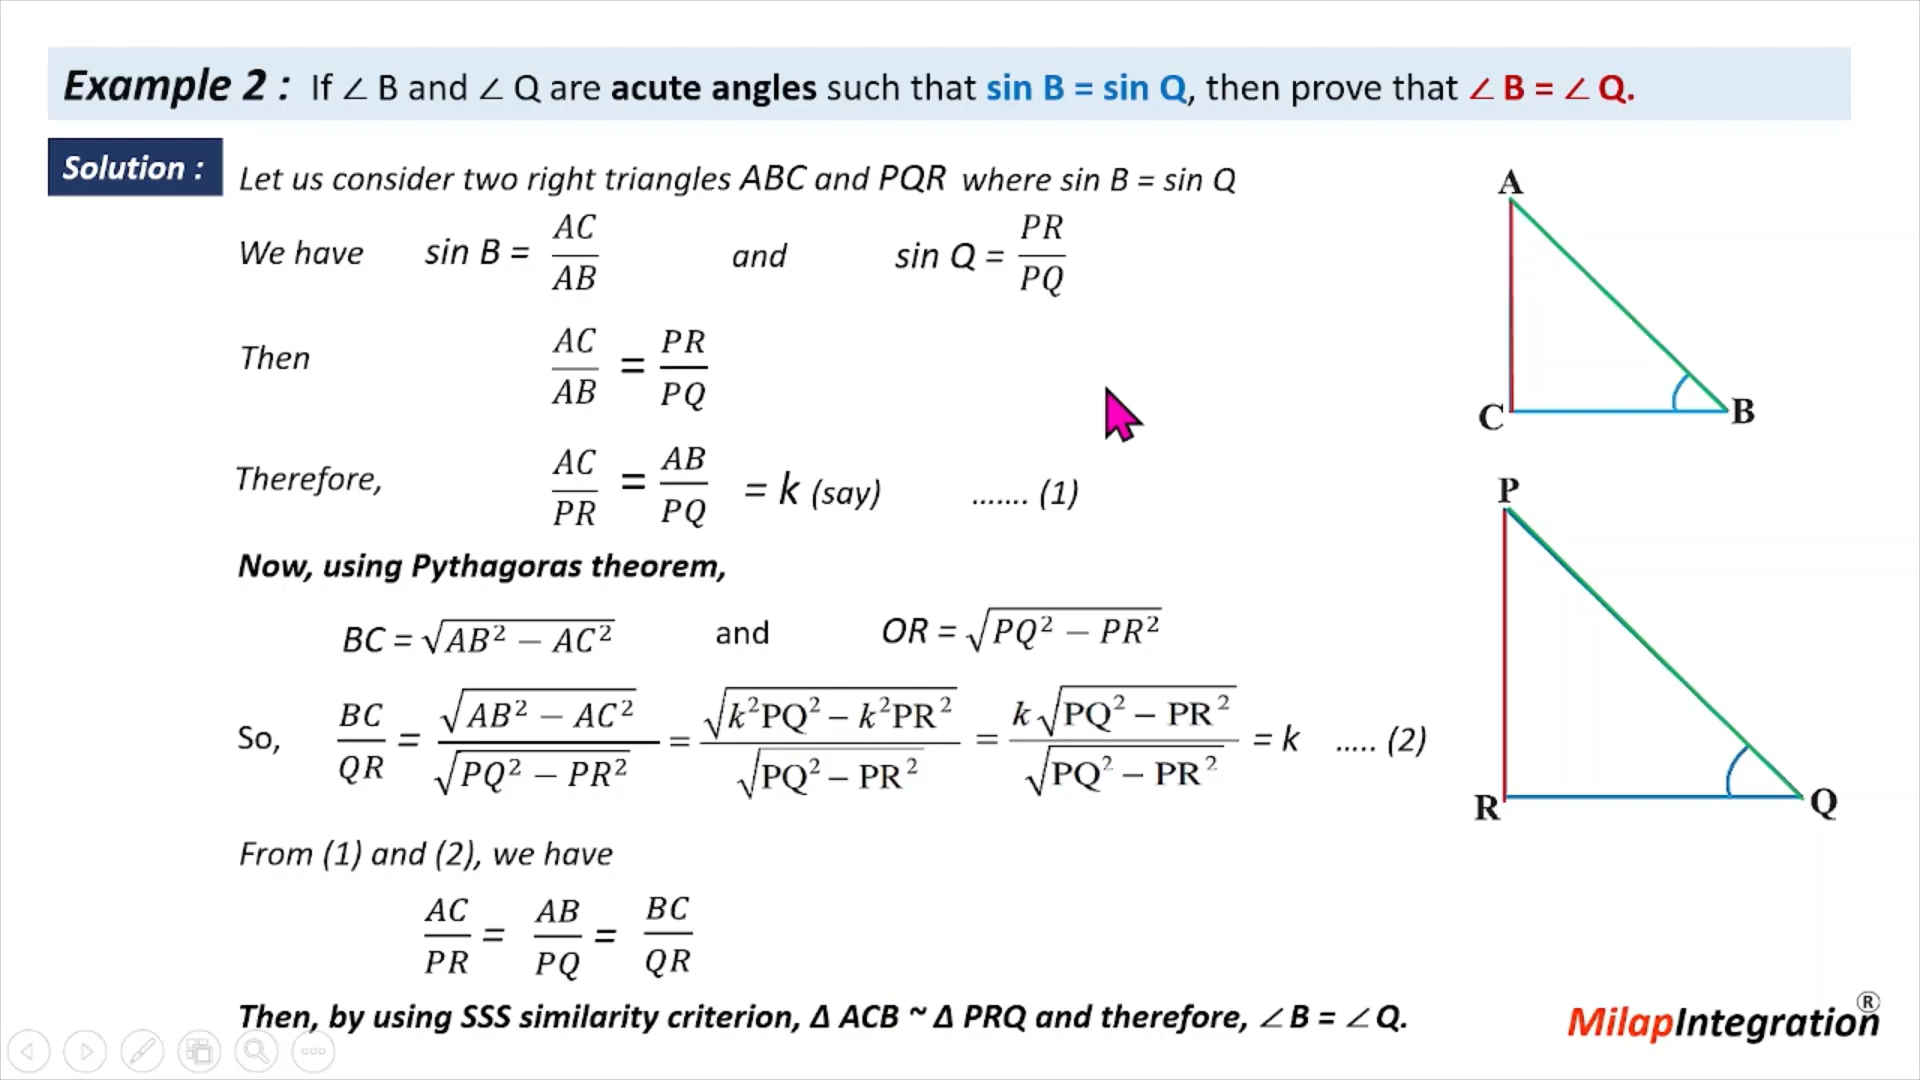 Example 2 : If ∠ B and ∠ Q are acute angles such that sin B = sin Q, then prove that ∠ B = ∠ Q.
Solution :
Let us consider two right triangles ABC and PQR where sin B = sin Q
We have sin B = AC/AB and sin Q = PR/PQ
Then AC/AB = PR/PQ
Therefore, AC/PR = AB/PQ = k (say) ....... (1)
Now, using Pythagoras theorem,
BC = √(AB² − AC²) and OR = √(PQ² − PR²)
So, BC/QR = √(AB² − AC²)/√(PQ² − PR²) = √(k²PQ² − k²PR²)/√(PQ² − PR²) = k√(PQ² − PR²)/√(PQ² − PR²) = k ..... (2)
From (1) and (2), we have
AC/PR = AB/PQ = BC/QR
Then, by using SSS similarity criterion, Δ ACB ~ Δ PRQ and therefore, ∠ B = ∠ Q.
A
C
B
P
R
Q
MilapIntegration®